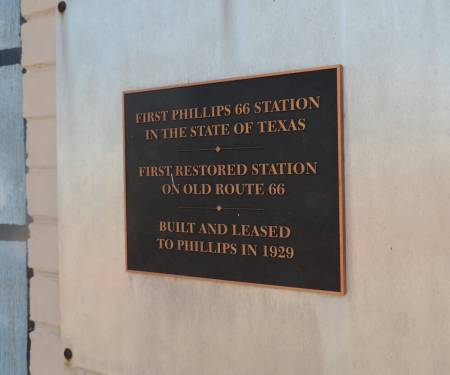 FIRST PHILLIPS 66 STATION
IN THE STATE OF TEXAS
FIRST RESTORED STATION
ON OLD ROUTE 66
BUILT AND LEASED
TO PHILLIPS IN 1929